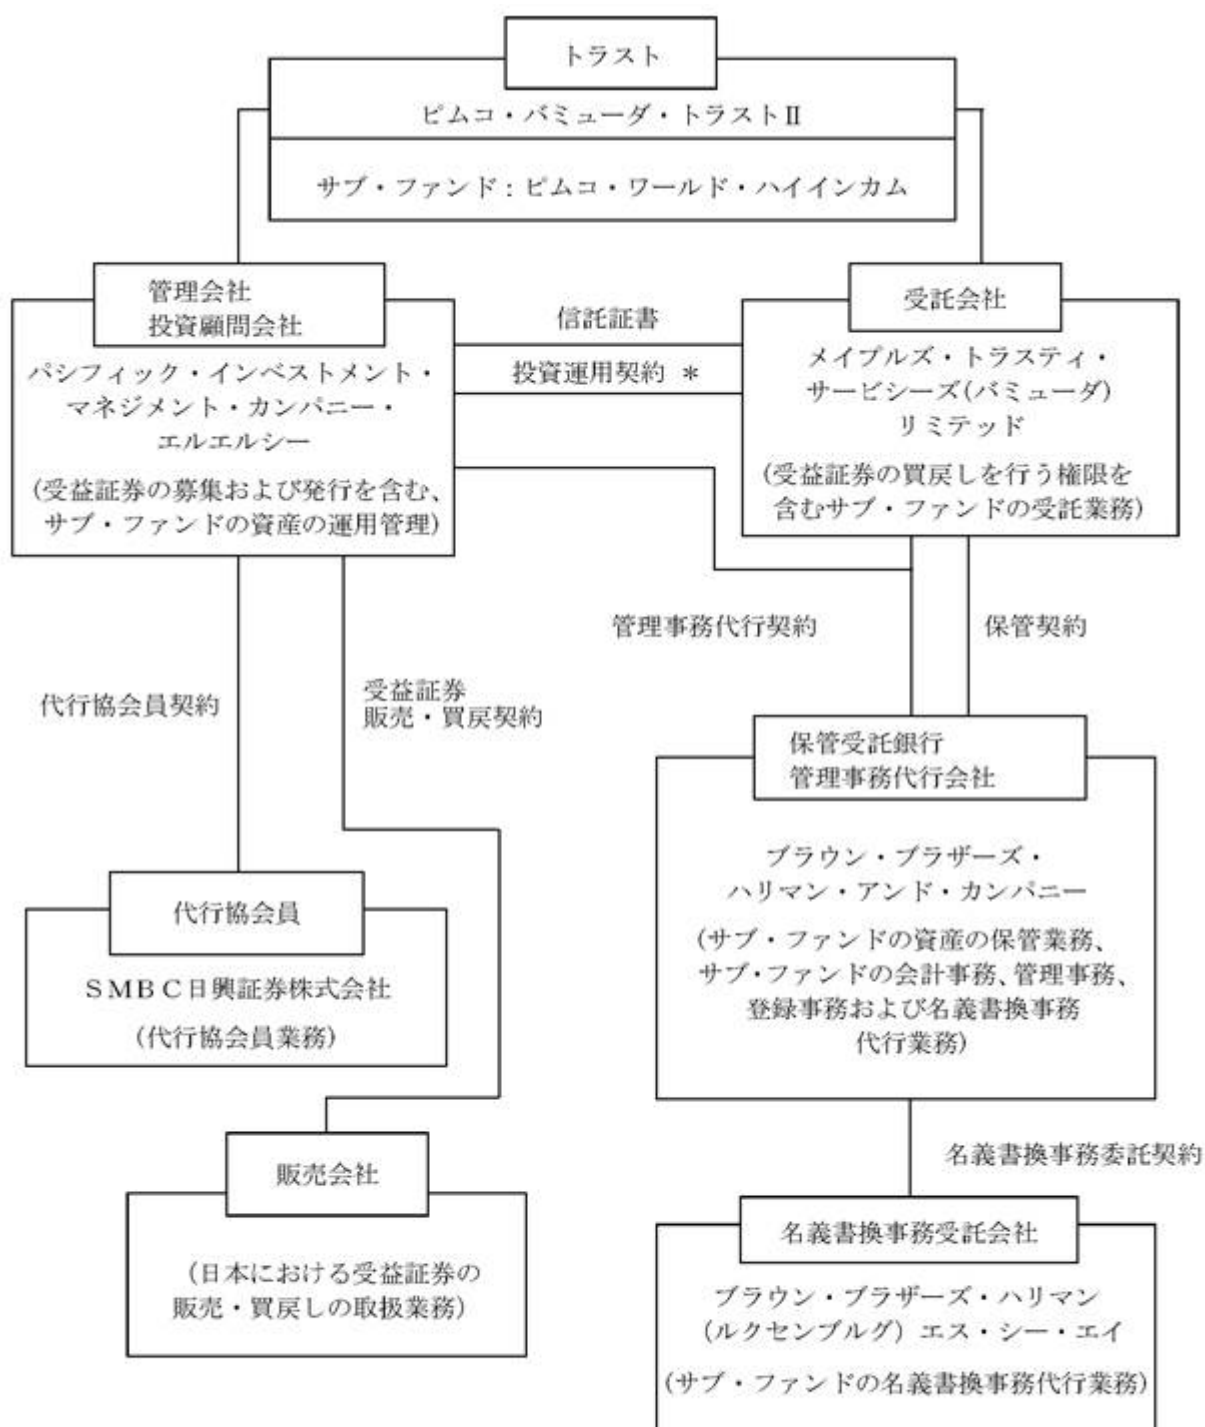 トラスト
ピムコ・バミューダ・トラストⅡ
サブ・ファンド：ピムコ・ワールド・ハイインカム
管理会社
投資顧問会社
パシフィック・インベストメント・
マネジメント・カンパニー・
エルエルシー
(受益証券の募集および発行を含む、
サブ・ファンドの資産の運用管理)
信託証書
投資運用契約 ＊
受託会社
メイプルズ・トラスティ・
サービシーズ(バミューダ)
リミテッド
(受益証券の買戻しを行う権限を
含むサブ・ファンドの受託業務)
管理事務代行契約
保管契約
代行協会員契約
受益証券
販売・買戻契約
保管受託銀行
管理事務代行会社
ブラウン・ブラザーズ・
ハリマン・アンド・カンパニー
(サブ・ファンドの資産の保管業務、
サブ・ファンドの会計事務、管理事務、
登録事務および名義書換事務
代行業務)
代行協会員
ＳＭＢＣ日興証券株式会社
(代行協会員業務)
販売会社
(日本における受益証券の
販売・買戻しの取扱業務)
名義書換事務委託契約
名義書換事務受託会社
ブラウン・ブラザーズ・ハリマン
(ルクセンブルグ) エス・シー・エイ
(サブ・ファンドの名義書換事務代行業務)